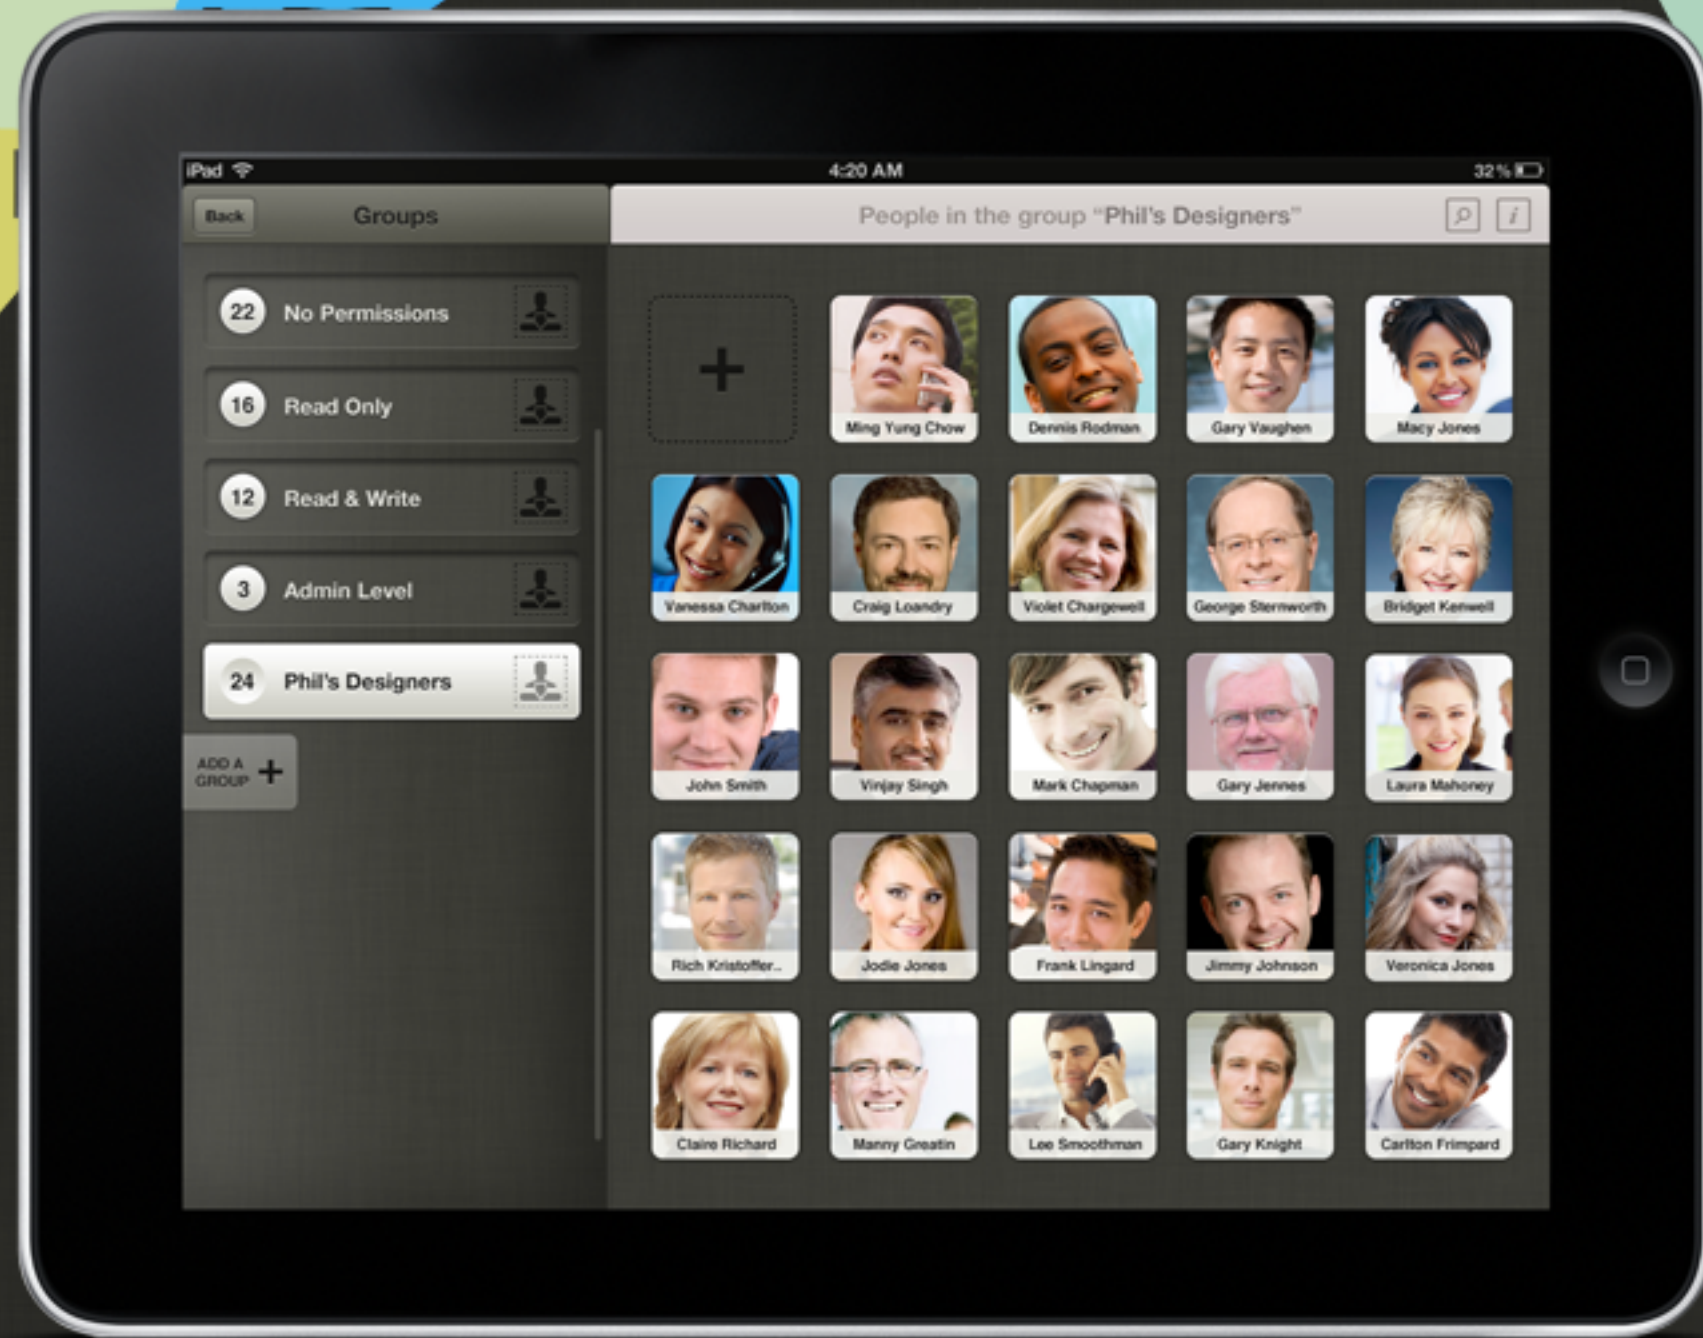 iPad
4:20 AM
32%
Back
Groups
People in the group “Phil's Designers”
i
22 No Permissions
16 Read Only
12 Read & Write
3 Admin Level
24 Phil's Designers
ADD A
GROUP +
+
Ming Yung Chow
Dennis Rodman
Gary Vaughen
Macy Jones
Vanessa Charlton
Craig Loandry
Violet Chargewell
George Sternworth
Bridget Kenwell
John Smith
Vinjay Singh
Mark Chapman
Gary Jennes
Laura Mahoney
Rich Kristoffer..
Jodie Jones
Frank Lingard
Jimmy Johnson
Veronica Jones
Claire Richard
Manny Greatin
Lee Smoothman
Gary Knight
Carlton Frimpard